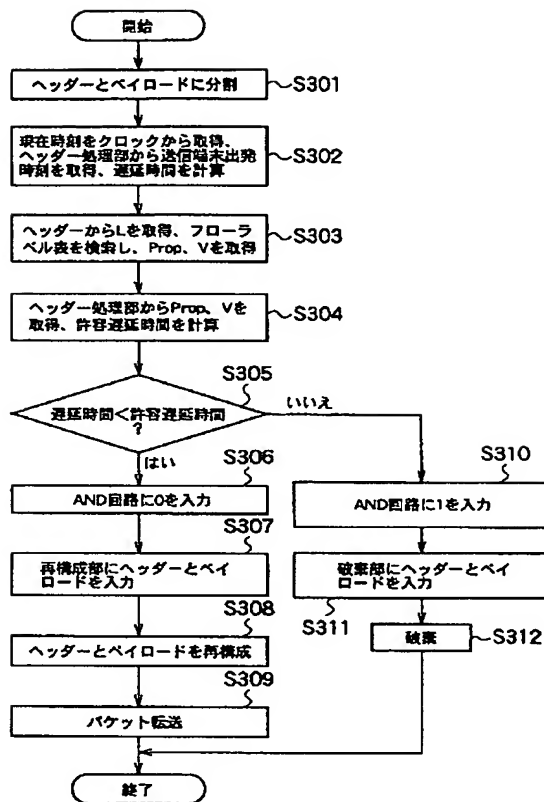 開始
ヘッダーとペイロードに分割
S301
現在時刻をクロックから取得、
ヘッダー処理部から送信端末出発
時刻を取得、遅延時間を計算
S302
ヘッダーからLを取得、フローラ
ベル表を検索し、Prop、Vを取得
S303
ヘッダー処理部からProp、Vを
取得、許容遅延時間を計算
S304
S305
遅延時間<許容遅延時間
?
いいえ
はい
S306
AND回路に0を入力
S307
再構成部にヘッダーとペイ
ロードを入力
S308
ヘッダーとペイロードを再構成
S309
パケット転送
S310
AND回路に1を入力
破棄部にヘッダーとペイ
ロードを入力
S311
破棄
S312
終了